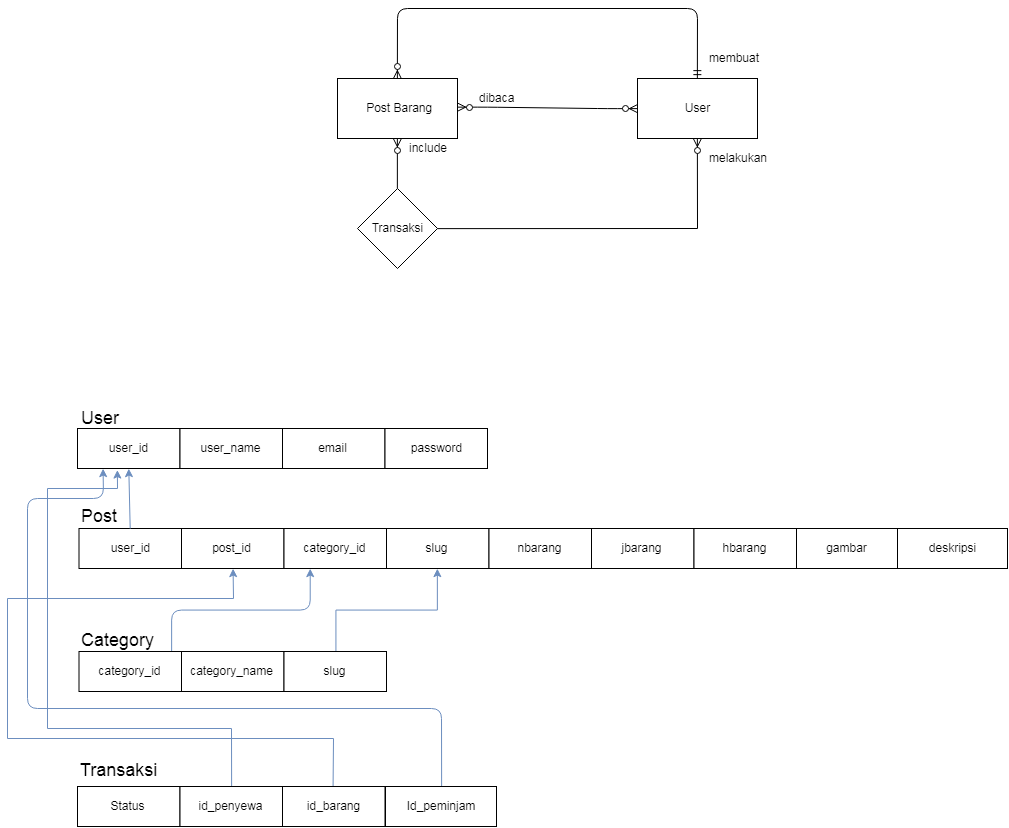 membuat
Post Barang
dibaca
User
include
melakukan
Transaksi
User
user_id user_name email password
Post
user_id post_id category_id slug nbarang jbarang hbarang gambar deskripsi
Category
category_id category_name slug
Transaksi
Status id_penyewa id_barang Id_peminjam